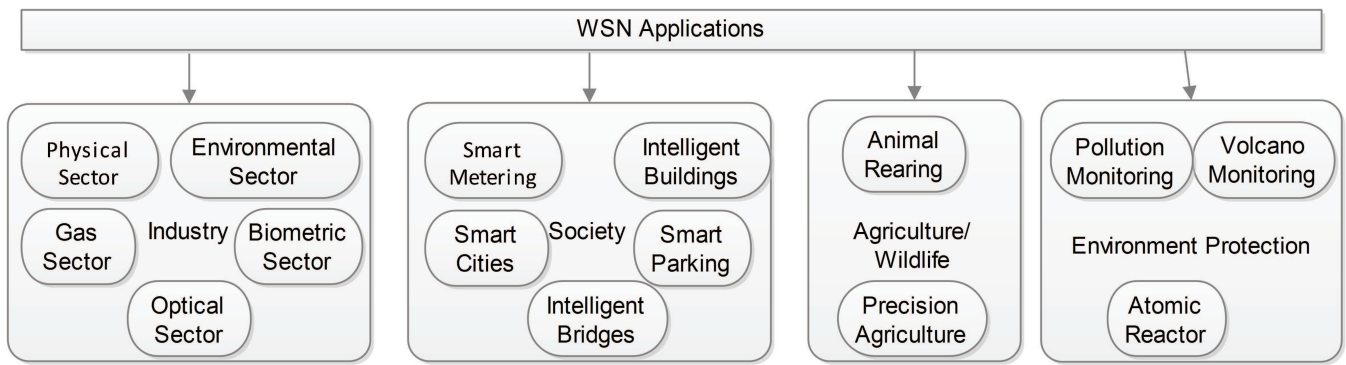 WSN Applications
Physical
Sector
Environmental
Sector
Gas
Sector
Industry
Biometric
Sector
Optical
Sector
Smart
Metering
Intelligent
Buildings
Smart
Cities
Society
Smart
Parking
Intelligent
Bridges
Animal
Rearing
Agriculture/
Wildlife
Precision
Agriculture
Pollution
Monitoring
Volcano
Monitoring
Environment Protection
Atomic
Reactor